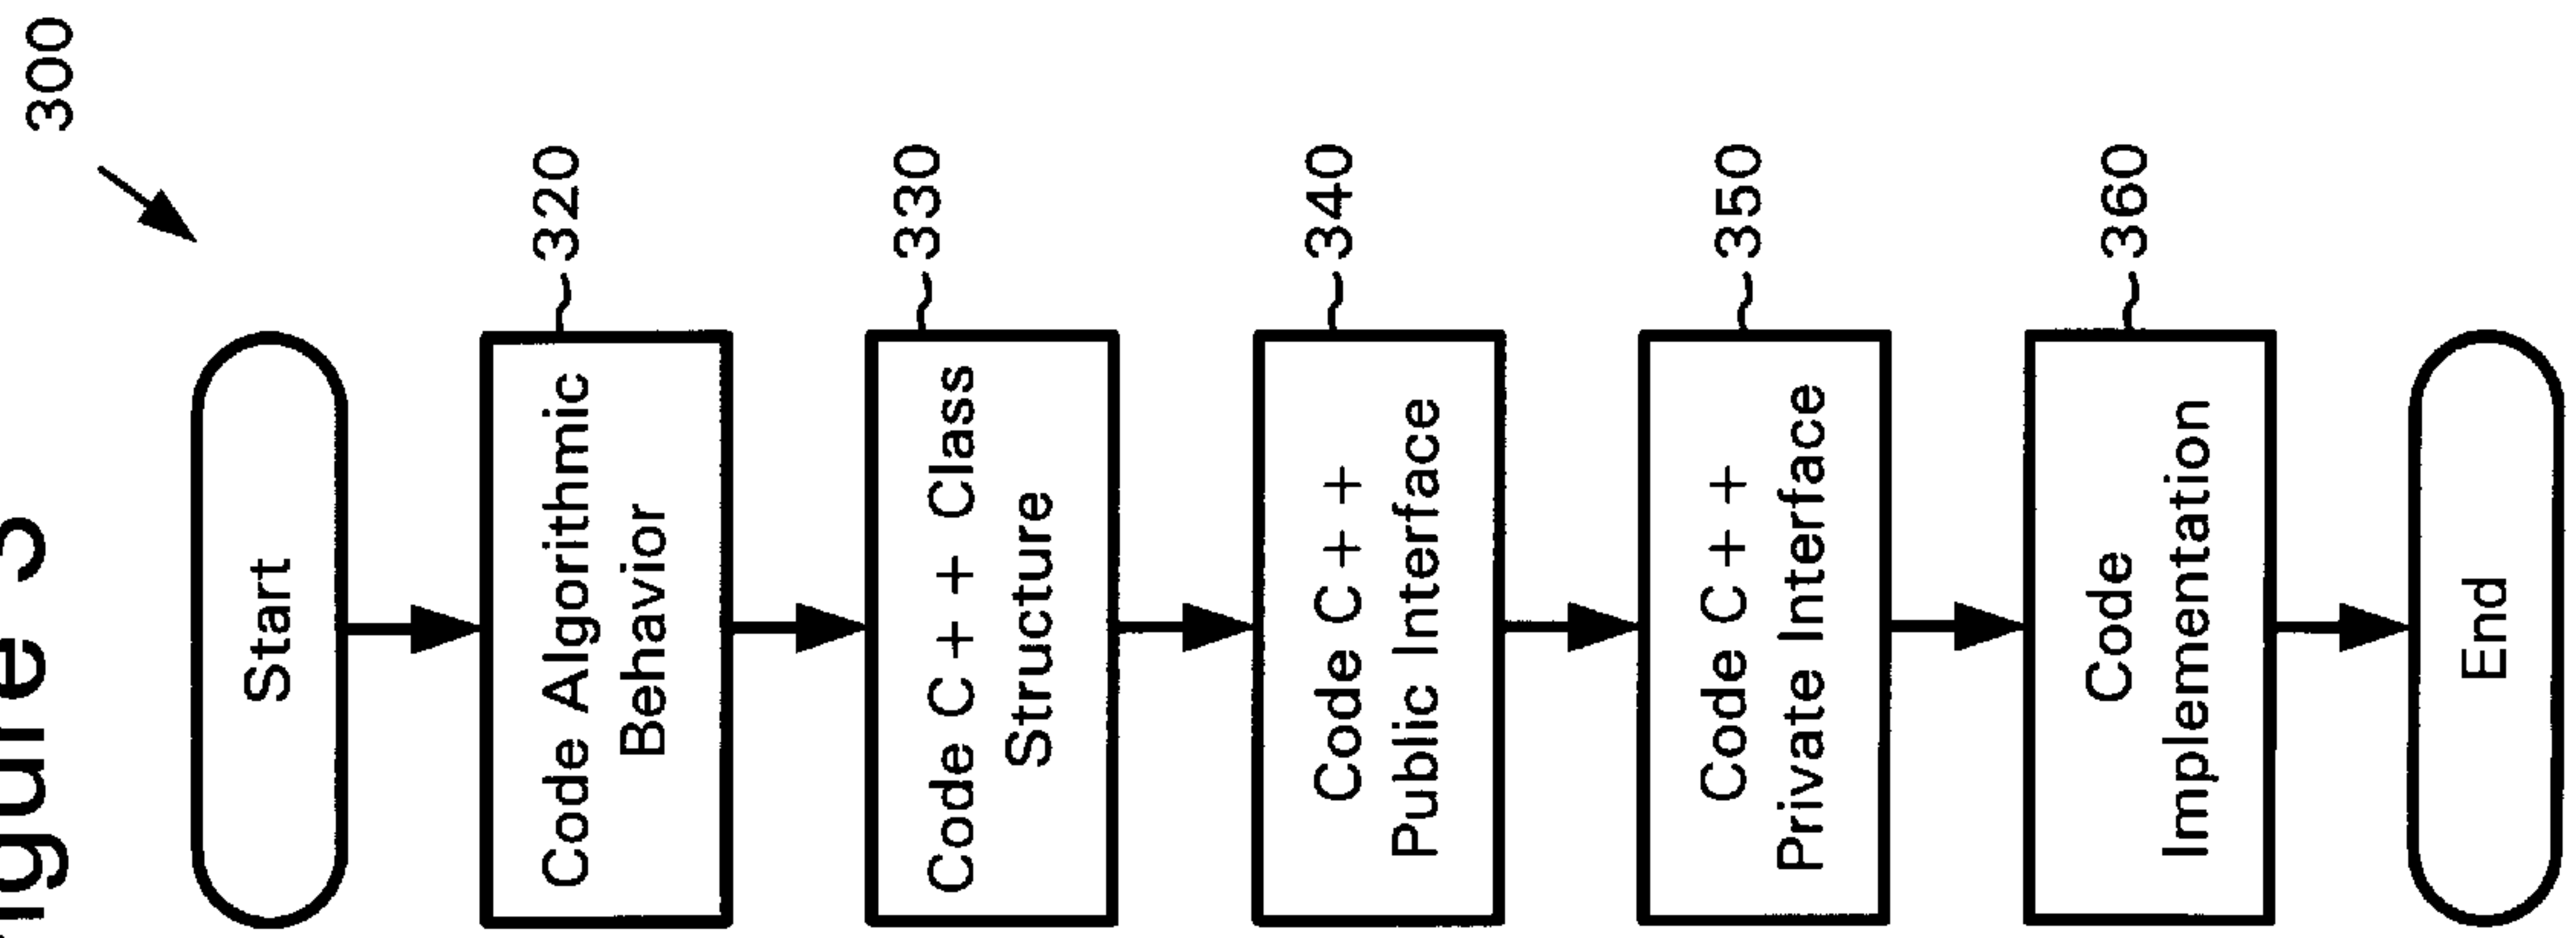 300
Start
Code Algorithmic
Behavior
320
Code C + + Class
Structure
330
Code C + +
Public Interface
340
Code C + +
Private Interface
350
Code
Implementation
360
End